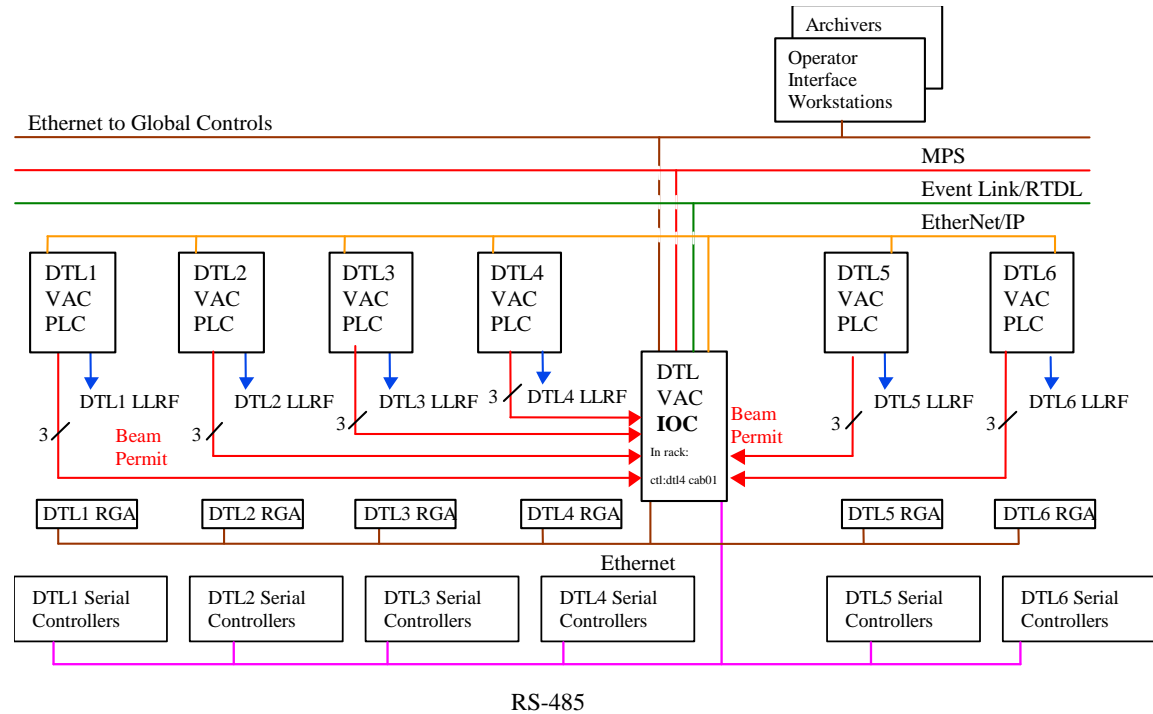 Archivers
Operator
Interface
Workstations
Ethernet to Global Controls
MPS
Event Link/RTDL
EtherNet/IP
DTL1
VAC
PLC
DTL2
VAC
PLC
DTL3
VAC
PLC
DTL4
VAC
PLC
DTL5
VAC
PLC
DTL6
VAC
PLC
DTL
VAC
IOC
In rack:
ctl:dtl4 cab01
DTL1 LLRF
DTL2 LLRF
DTL3 LLRF
DTL4 LLRF
DTL5 LLRF
DTL6 LLRF
3
3
3
3
3
3
Beam
Permit
Beam
Permit
DTL1 RGA
DTL2 RGA
DTL3 RGA
DTL4 RGA
DTL5 RGA
DTL6 RGA
Ethernet
DTL1 Serial
Controllers
DTL2 Serial
Controllers
DTL3 Serial
Controllers
DTL4 Serial
Controllers
DTL5 Serial
Controllers
DTL6 Serial
Controllers
RS-485